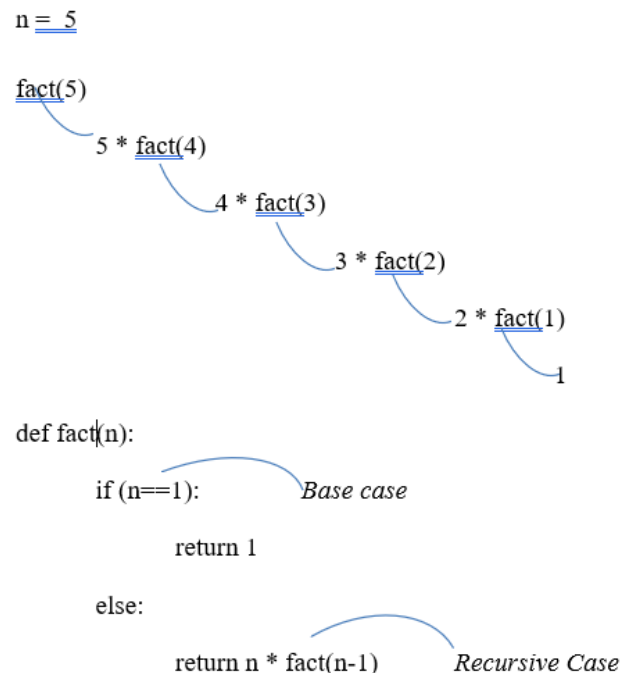 n = 5
fact(5)
5 * fact(4)
4 * fact(3)
3 * fact(2)
2 * fact(1)
1
def fact(n):
if (n==1): Base case
return 1
else:
return n * fact(n-1) Recursive Case